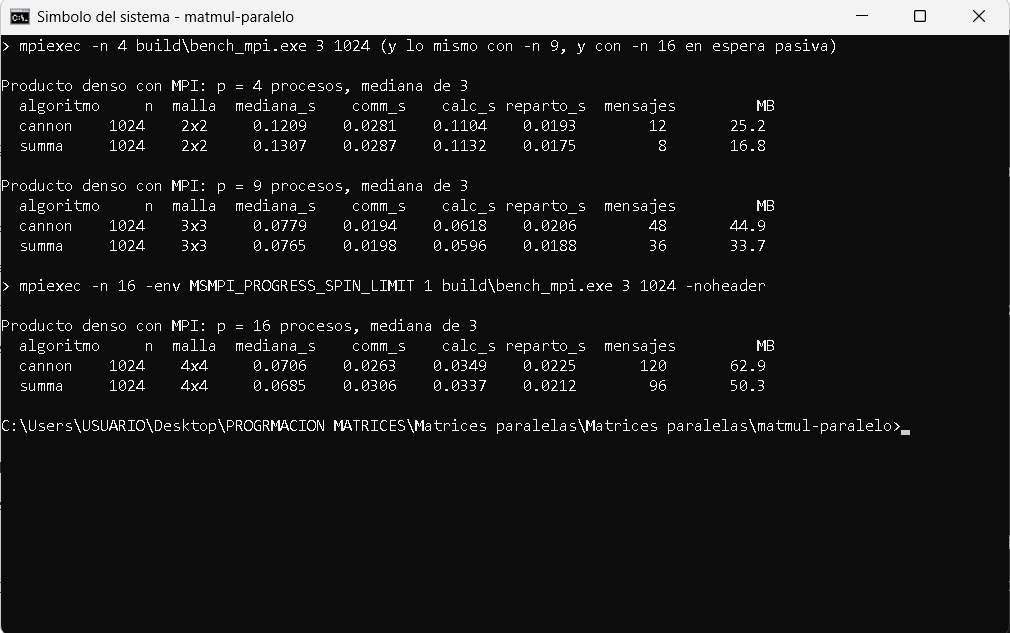 Simbolo del sistema - matmul-paralelo
> mpiexec -n 4 build\bench_mpi.exe 3 1024 (y lo mismo con -n 9, y con -n 16 en espera pasiva)
Producto denso con MPI: p = 4 procesos, mediana de 3
algoritmo n malla mediana_s comm_s calc_s reparto_s mensajes MB
cannon 1024 2x2 0.1209 0.0281 0.1104 0.0193 12 25.2
summa 1024 2x2 0.1307 0.0287 0.1132 0.0175 8 16.8
Producto denso con MPI: p = 9 procesos, mediana de 3
algoritmo n malla mediana_s comm_s calc_s reparto_s mensajes MB
cannon 1024 3x3 0.0779 0.0194 0.0618 0.0206 48 44.9
summa 1024 3x3 0.0765 0.0198 0.0596 0.0188 36 33.7
> mpiexec -n 16 -env MSMPI_PROGRESS_SPIN_LIMIT 1 build\bench_mpi.exe 3 1024 -noheader
Producto denso con MPI: p = 16 procesos, mediana de 3
algoritmo n malla mediana_s comm_s calc_s reparto_s mensajes MB
cannon 1024 4x4 0.0706 0.0263 0.0349 0.0225 120 62.9
summa 1024 4x4 0.0685 0.0306 0.0337 0.0212 96 50.3
C:\Users\USUARIO\Desktop\PROGRMACION MATRICES\Matrices paralelas\Matrices paralelas\matmul-paralelo>